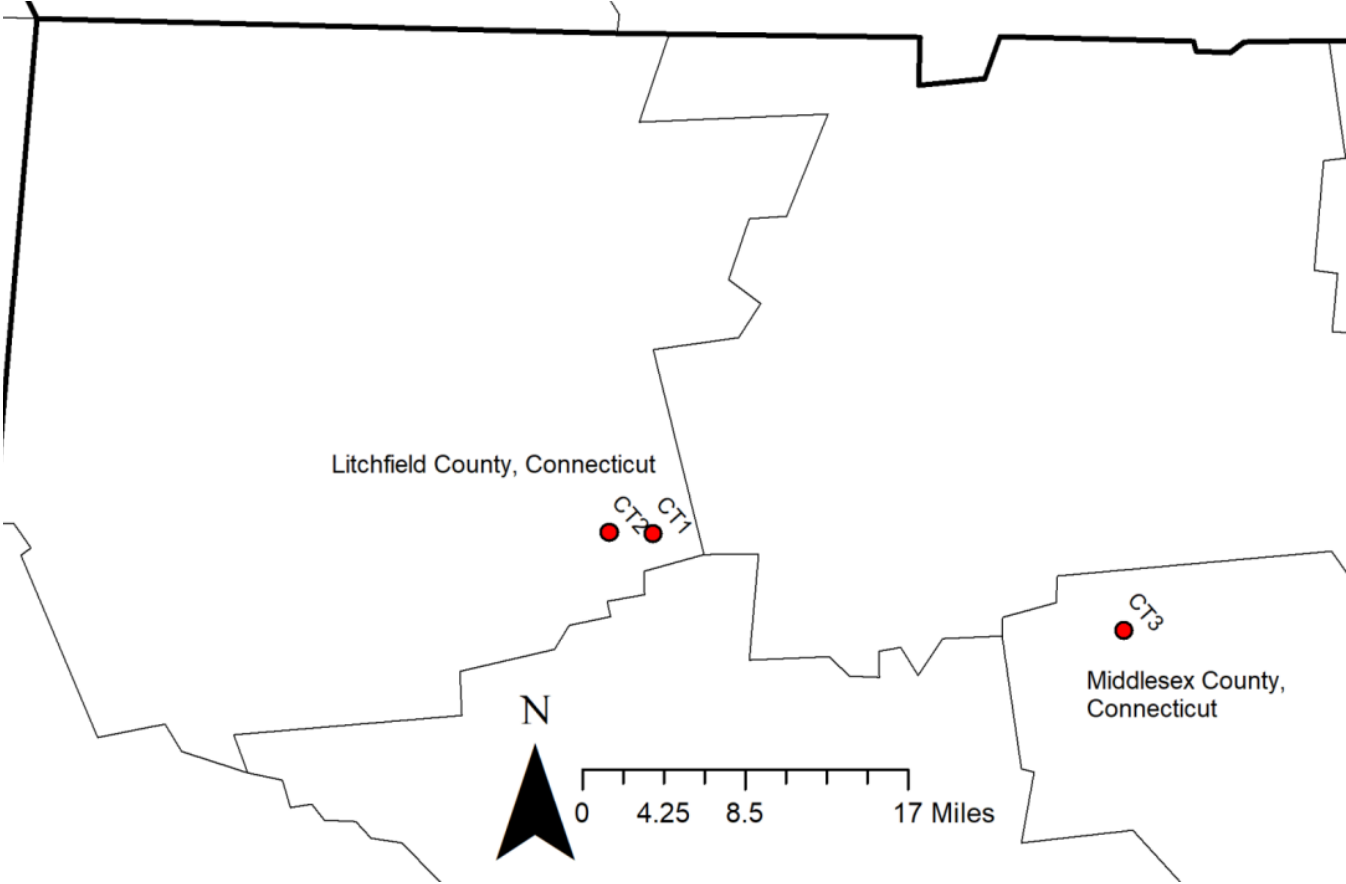 Litchfield County, Connecticut
CT2
CT1
CT3
Middlesex County,
Connecticut
N
0 4.25 8.5 17 Miles